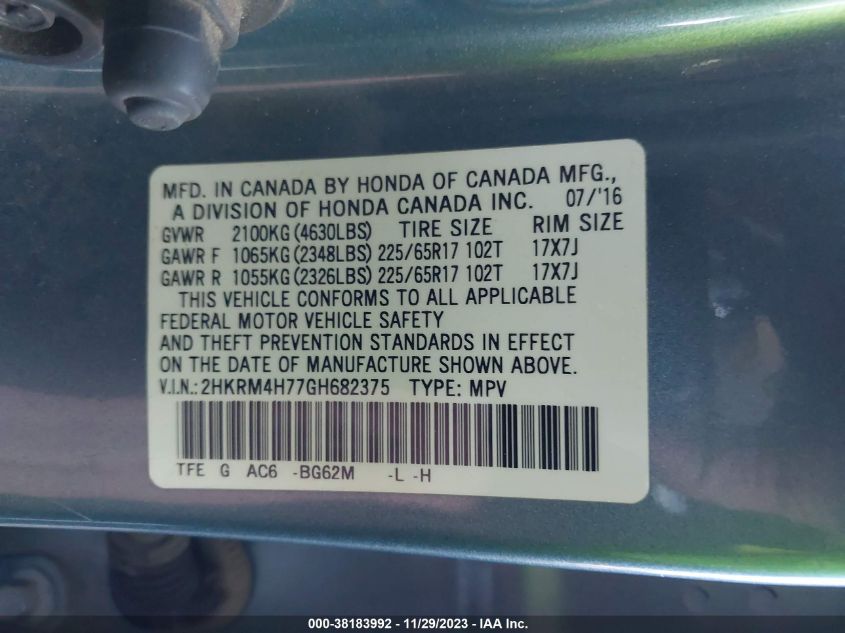 MFD. IN CANADA BY HONDA OF CANADA MFG.,
A DIVISION OF HONDA CANADA INC. 07/'16
GVWR 2100KG (4630LBS) TIRE SIZE RIM SIZE
GAWR F 1065KG (2348LBS) 225/65R17 102T 17X7J
GAWR R 1055KG (2326LBS) 225/65R17 102T 17X7J
THIS VEHICLE CONFORMS TO ALL APPLICABLE
FEDERAL MOTOR VEHICLE SAFETY
AND THEFT PREVENTION STANDARDS IN EFFECT
ON THE DATE OF MANUFACTURE SHOWN ABOVE.
V.I.N.: 2HKRM4H77GH682375 TYPE: MPV
TFE G AC6 -BG62M -L -H
000-38183992 - 11/29/2023 - IAA Inc.